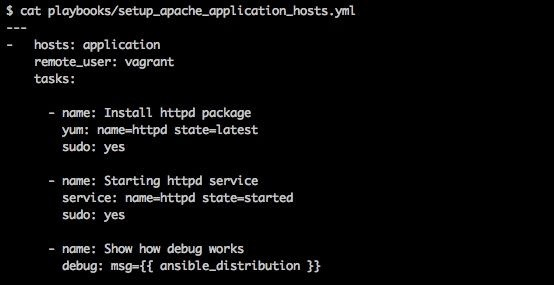 $ cat playbooks/setup_apache_application_hosts.yml
---
-   hosts: application
    remote_user: vagrant
    tasks:

      - name: Install httpd package
        yum: name=httpd state=latest
        sudo: yes

      - name: Starting httpd service
        service: name=httpd state=started
        sudo: yes

      - name: Show how debug works
        debug: msg={{ ansible_distribution }}